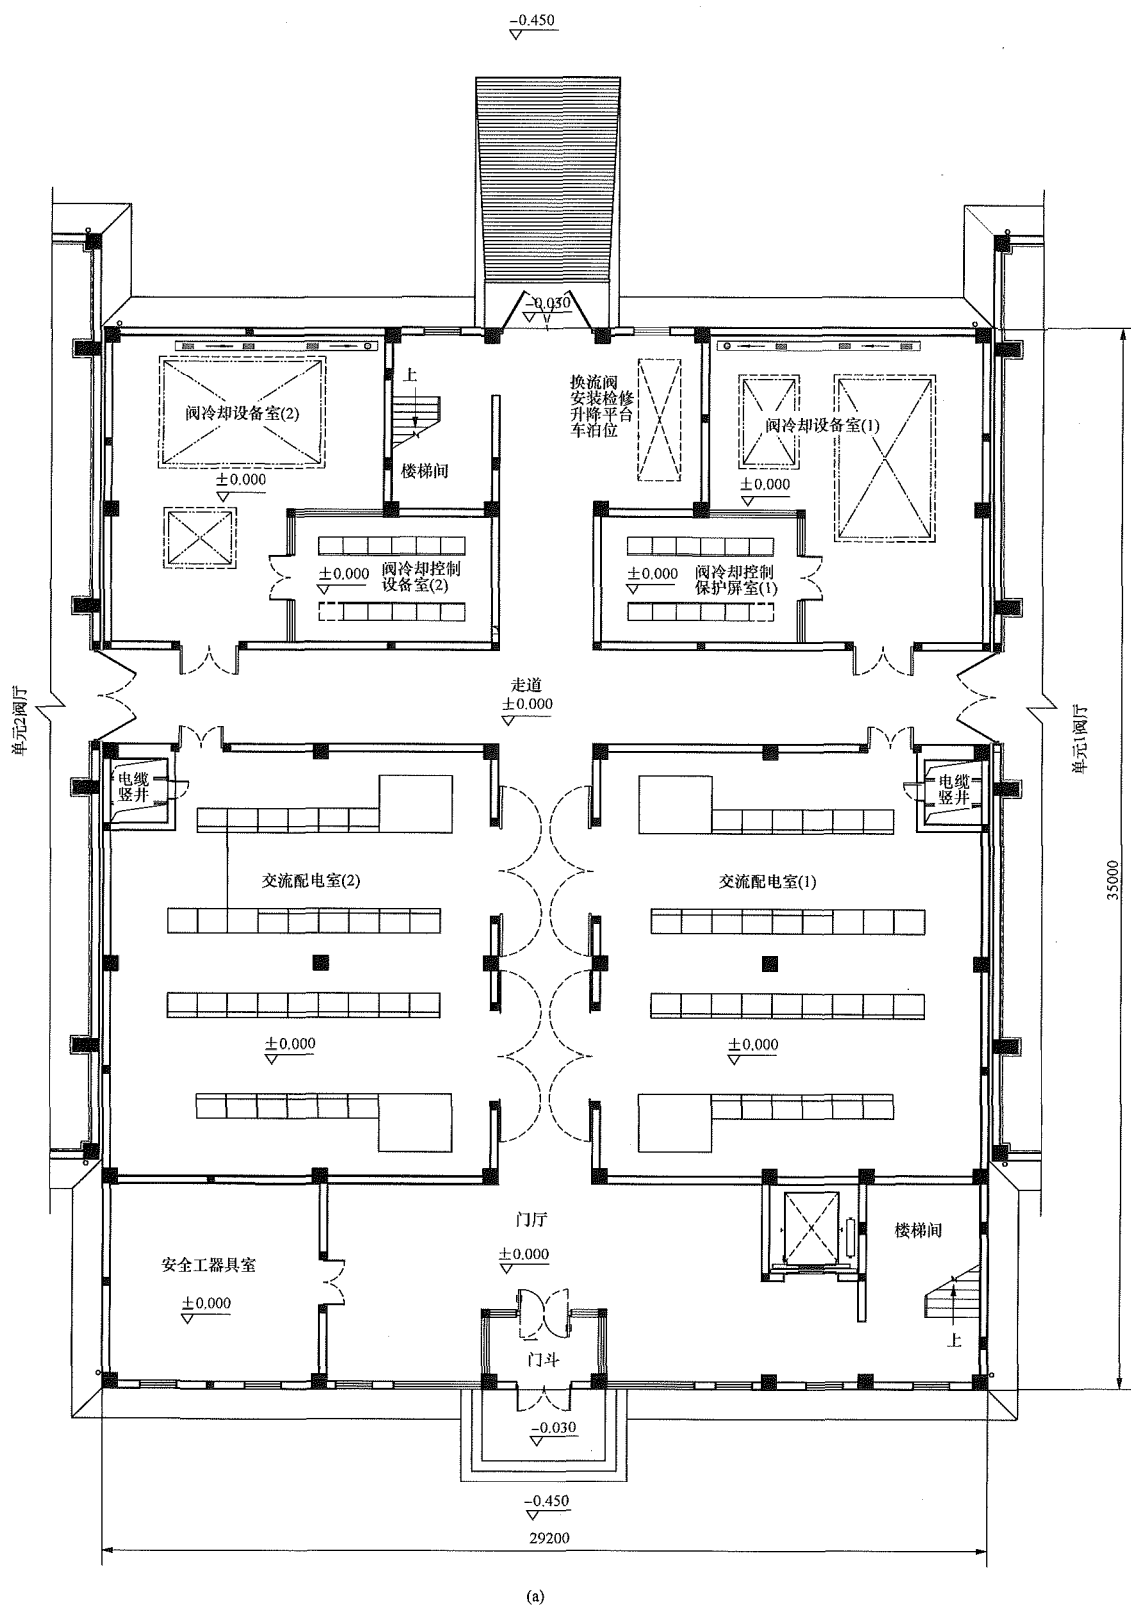 -0.450
-0.030
上
换流阀
安装检修
升降平台
车泊位
阀冷却设备室(2)
阀冷却设备室(1)
楼梯间
±0.000
±0.000
±0.000
阀冷却控制
设备室(2)
±0.000
阀冷却控制
保护屏室(1)
走道
±0.000
单元2阀厅
单元1阀厅
电缆
竖井
电缆
竖井
交流配电室(2)
交流配电室(1)
35000
±0.000
±0.000
门厅
楼梯间
±0.000
安全工器具室
±0.000
上
门斗
-0.030
-0.450
29200
(a)